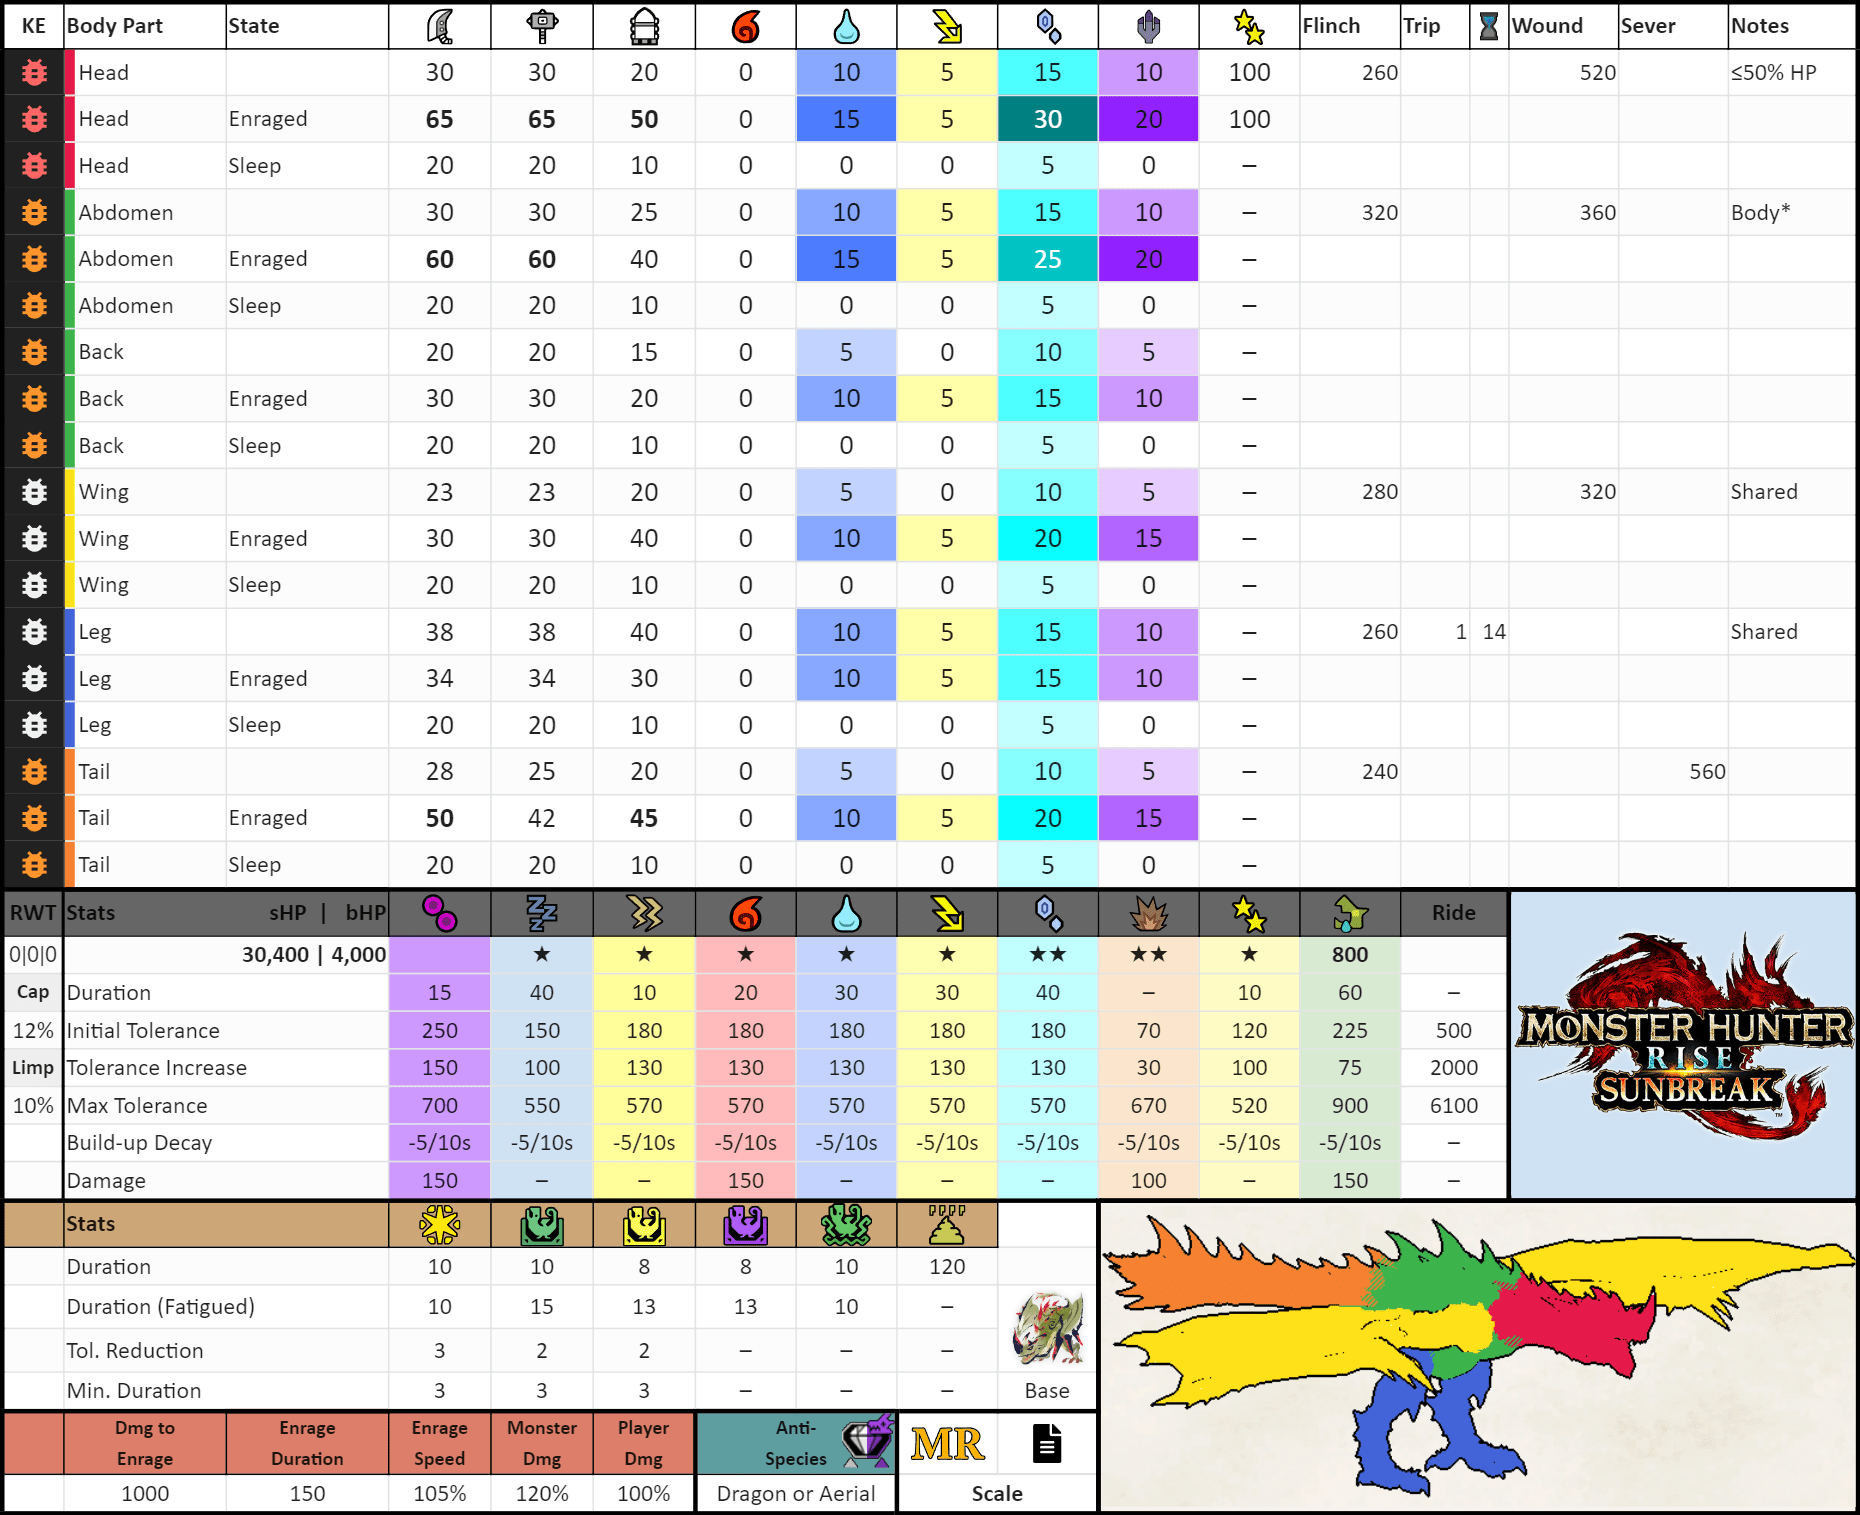 KE Body Part State Flinch Trip Wound Sever Notes
Head 30 30 20 0 10 5 15 10 100 260 520 ≤50% HP
Head Enraged 65 65 50 0 15 5 30 20 100
Head Sleep 20 20 10 0 0 0 5 0 –
Abdomen 30 30 25 0 10 5 15 10 – 320 360 Body*
Abdomen Enraged 60 60 40 0 15 5 25 20 –
Abdomen Sleep 20 20 10 0 0 0 5 0 –
Back 20 20 15 0 5 0 10 5 –
Back Enraged 30 30 20 0 10 5 15 10 –
Back Sleep 20 20 10 0 0 0 5 0 –
Wing 23 23 20 0 5 0 10 5 – 280 320 Shared
Wing Enraged 30 30 40 0 10 5 20 15 –
Wing Sleep 20 20 10 0 0 0 5 0 –
Leg 38 38 40 0 10 5 15 10 – 260 1 14 Shared
Leg Enraged 34 34 30 0 10 5 15 10 –
Leg Sleep 20 20 10 0 0 0 5 0 –
Tail 28 25 20 0 5 0 10 5 – 240 560
Tail Enraged 50 42 45 0 10 5 20 15 –
Tail Sleep 20 20 10 0 0 0 5 0 –
RWT Stats sHP | bHP Ride
0|0|0 30,400 | 4,000 ★ ★ ★ ★ ★ ★★ ★★ ★ 800
Cap Duration 15 40 10 20 30 30 40 – 10 60 –
12% Initial Tolerance 250 150 180 180 180 180 180 70 120 225 500
Limp Tolerance Increase 150 100 130 130 130 130 130 30 100 75 2000
10% Max Tolerance 700 550 570 570 570 570 570 670 520 900 6100
Build-up Decay -5/10s -5/10s -5/10s -5/10s -5/10s -5/10s -5/10s -5/10s -5/10s -5/10s –
Damage 150 – – 150 – – – 100 – 150 –
MONSTER HUNTER
RISE
SUNBREAK
TM
Stats
Duration 10 10 8 8 10 120
Duration (Fatigued) 10 15 13 13 10 –
Tol. Reduction 3 2 2 – – –
Min. Duration 3 3 3 – – – Base
Dmg to Enrage Enrage Duration Enrage Speed Monster Dmg Player Dmg Anti-Species MR
1000 150 105% 120% 100% Dragon or Aerial Scale